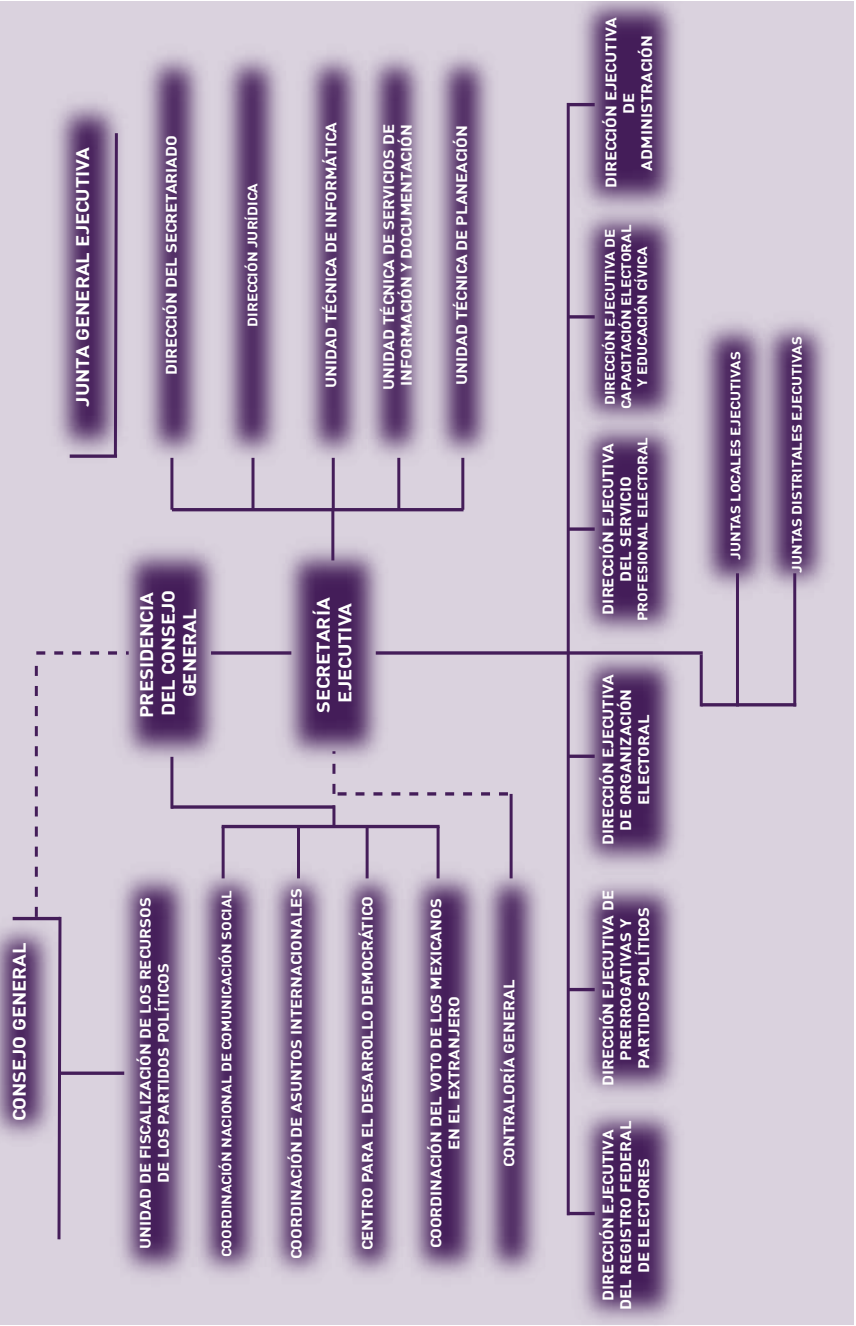 CONSEJO GENERAL
JUNTA GENERAL EJECUTIVA
PRESIDENCIA
DEL CONSEJO
GENERAL
SECRETARÍA
EJECUTIVA
UNIDAD DE FISCALIZACIÓN DE LOS RECURSOS
DE LOS PARTIDOS POLÍTICOS
COORDINACIÓN NACIONAL DE COMUNICACIÓN SOCIAL
COORDINACIÓN DE ASUNTOS INTERNACIONALES
CENTRO PARA EL DESARROLLO DEMOCRÁTICO
COORDINACIÓN DEL VOTO DE LOS MEXICANOS
EN EL EXTRANJERO
CONTRALORÍA GENERAL
DIRECCIÓN DEL SECRETARIADO
DIRECCIÓN JURÍDICA
UNIDAD TÉCNICA DE INFORMÁTICA
UNIDAD TÉCNICA DE SERVICIOS DE
INFORMACIÓN Y DOCUMENTACIÓN
UNIDAD TÉCNICA DE PLANEACIÓN
DIRECCIÓN EJECUTIVA
DEL REGISTRO FEDERAL
DE ELECTORES
DIRECCIÓN EJECUTIVA DE
PRERROGATIVAS Y
PARTIDOS POLÍTICOS
DIRECCIÓN EJECUTIVA
DE ORGANIZACIÓN
ELECTORAL
DIRECCIÓN EJECUTIVA
DEL SERVICIO
PROFESIONAL ELECTORAL
DIRECCIÓN EJECUTIVA DE
CAPACITACIÓN ELECTORAL
Y EDUCACIÓN CÍVICA
DIRECCIÓN EJECUTIVA
DE
ADMINISTRACIÓN
JUNTAS LOCALES EJECUTIVAS
JUNTAS DISTRITALES EJECUTIVAS